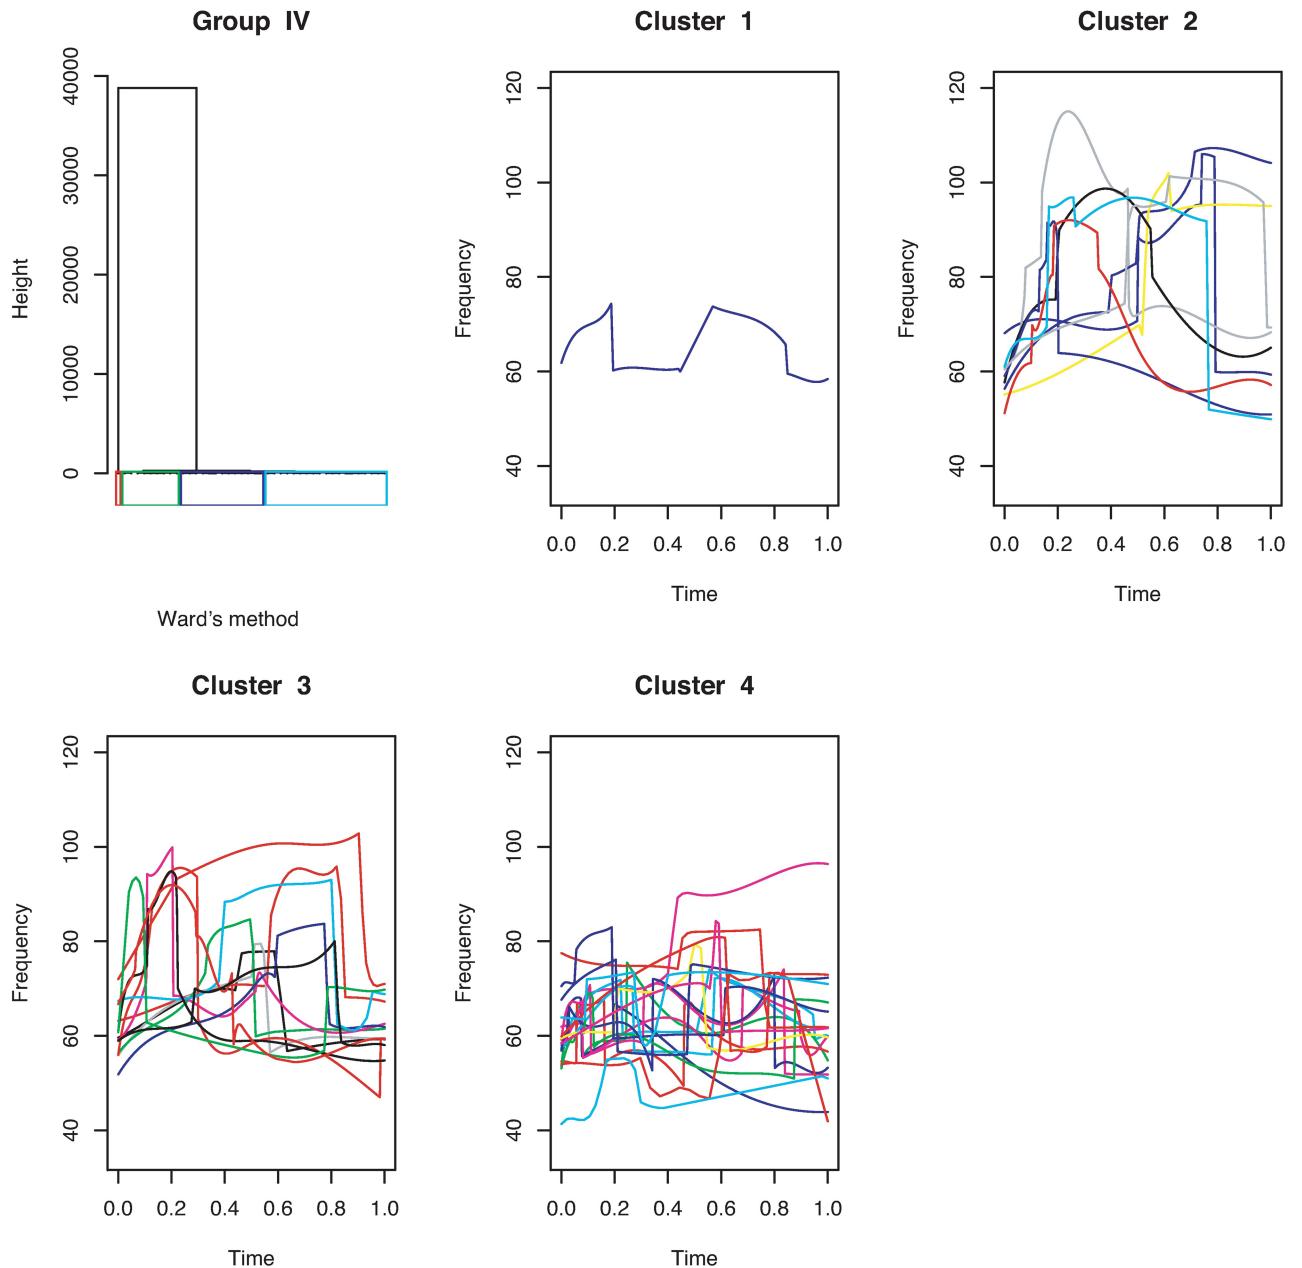 Group IV
Height
0
10000
20000
30000
40000
Ward's method
Cluster 1
Frequency
40
60
80
100
120
0.0 0.2 0.4 0.6 0.8 1.0
Time
Cluster 2
Frequency
40
60
80
100
120
0.0 0.2 0.4 0.6 0.8 1.0
Time
Cluster 3
Frequency
40
60
80
100
120
0.0 0.2 0.4 0.6 0.8 1.0
Time
Cluster 4
Frequency
40
60
80
100
120
0.0 0.2 0.4 0.6 0.8 1.0
Time